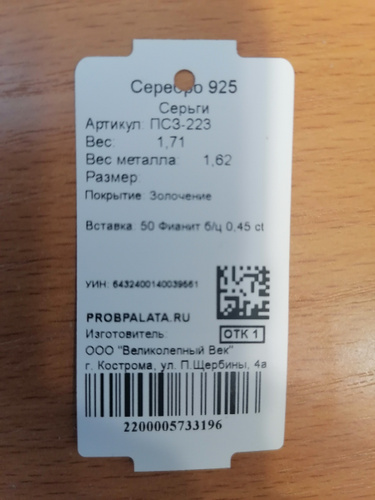 Серебро 925
Серьги
Артикул: ПСЗ-223
Вес: 1,71
Вес металла: 1,62
Размер:
Покрытие: Золочение
Вставка: 50 Фианит б/ц 0,45 ct
УИН: 6432400140039661
PROBPALATA.RU
Изготовитель
ОТК 1
ООО "Великолепный Век"
г. Кострома, ул. П.Щербины, 4а
2200005733196